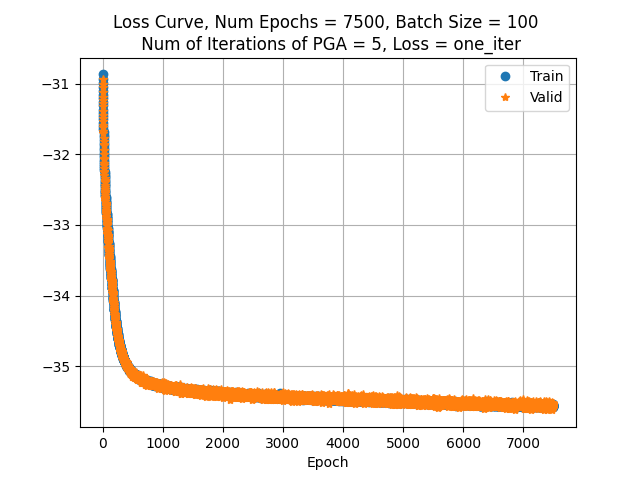 Loss Curve, Num Epochs = 7500, Batch Size = 100
Num of Iterations of PGA = 5, Loss = one_iter
Train
Valid
−31
−32
−33
−34
−35
0 1000 2000 3000 4000 5000 6000 7000
Epoch